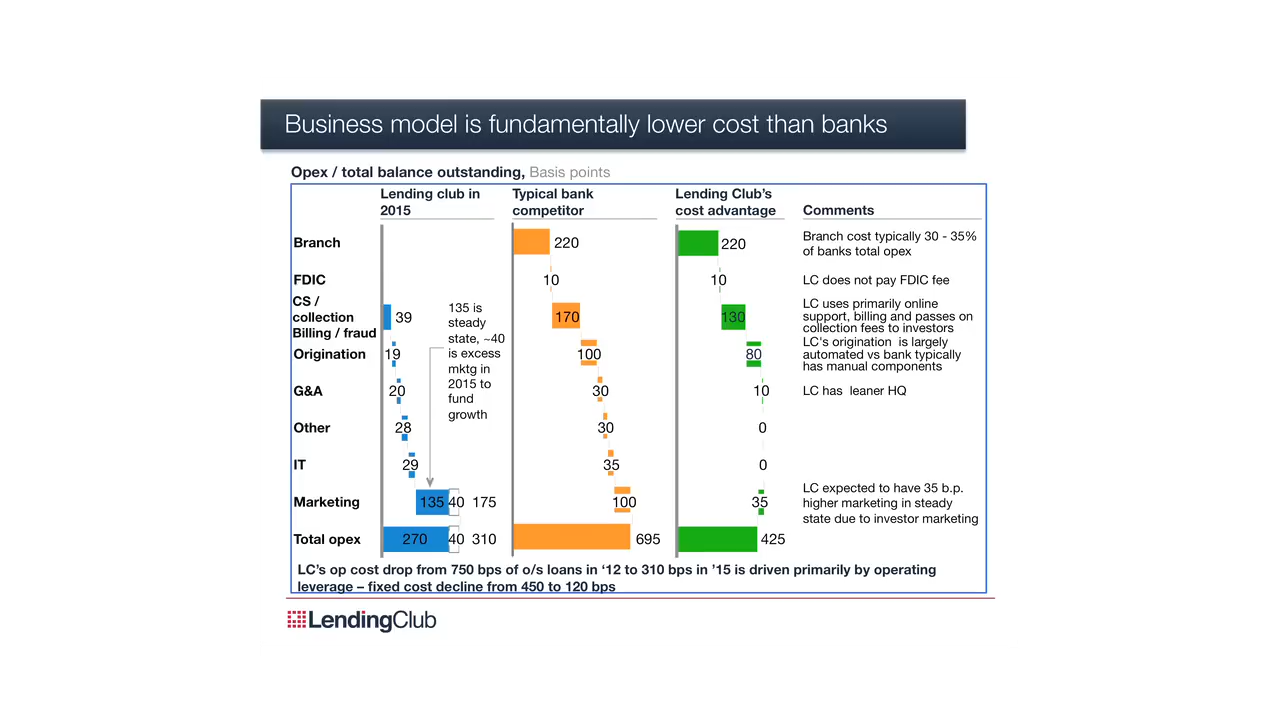 Business model is fundamentally lower cost than banks
Opex / total balance outstanding, Basis points
Lending club in
2015
Typical bank
competitor
Lending Club's
cost advantage
Comments
Branch
220
220
Branch cost typically 30 - 35%
of banks total opex
FDIC
10
10
LC does not pay FDIC fee
CS /
collection
Billing / fraud
39
135 is
steady
state, ~40
is excess
mktg in
2015 to
fund
growth
170
130
LC uses primarily online
support, billing and passes on
collection fees to investors
Origination
19
100
80
LC's origination is largely
automated vs bank typically
has manual components
G&A
20
30
10
LC has leaner HQ
Other
28
30
0
IT
29
35
0
Marketing
135 40 175
100
35
LC expected to have 35 b.p.
higher marketing in steady
state due to investor marketing
Total opex
270 40 310
695
425
LC's op cost drop from 750 bps of o/s loans in ‘12 to 310 bps in ’15 is driven primarily by operating
leverage – fixed cost decline from 450 to 120 bps
LendingClub